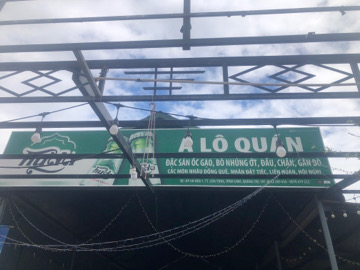 Huda
A LÔ QUÁN
ĐẶC SẢN ỐC GẠO, BÒ NHÚNG ỚT, ĐẦU, CHÂN, GÂN BÒ
CÁC MÓN NHẬU ĐỒNG QUÊ, NHẬN ĐẶT TIỆC, LIÊN HOAN, HỘI NGHỊ